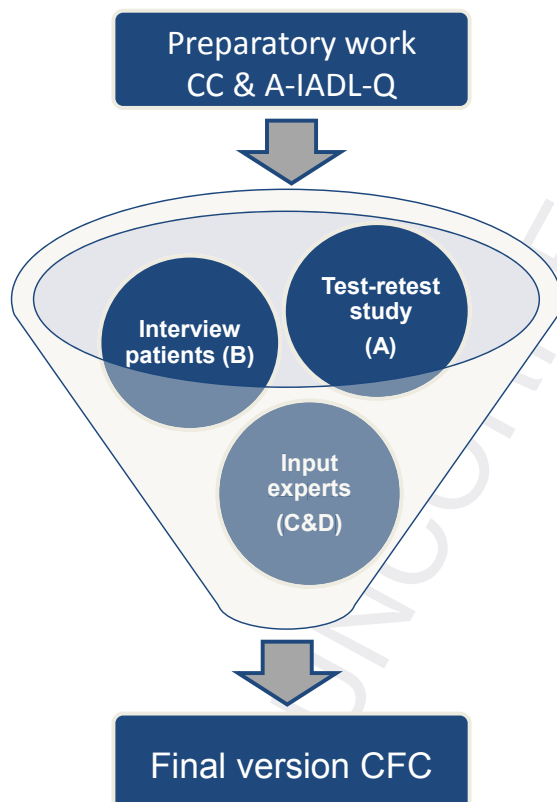 Preparatory work
CC & A-IADL-Q
Test-retest
study
(A)
Interview
patients (B)
Input
experts
(C&D)
Final version CFC